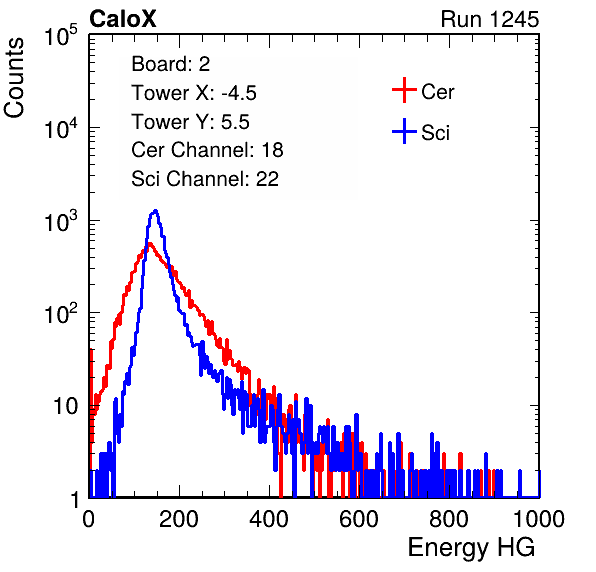 CaloX Run 1245
Counts
10^5
10^4
10^3
10^2
10
1
Board: 2
Tower X: -4.5
Tower Y: 5.5
Cer Channel: 18
Sci Channel: 22
Cer
Sci
0 200 400 600 800 1000
Energy HG